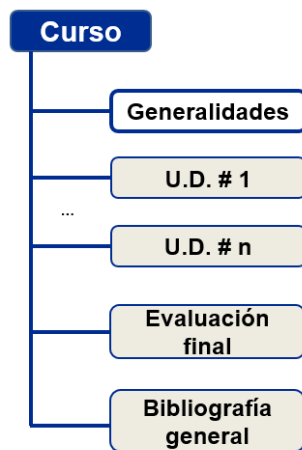 Curso
Generalidades
U.D. # 1
...
U.D. # n
Evaluación
final
Bibliografía
general